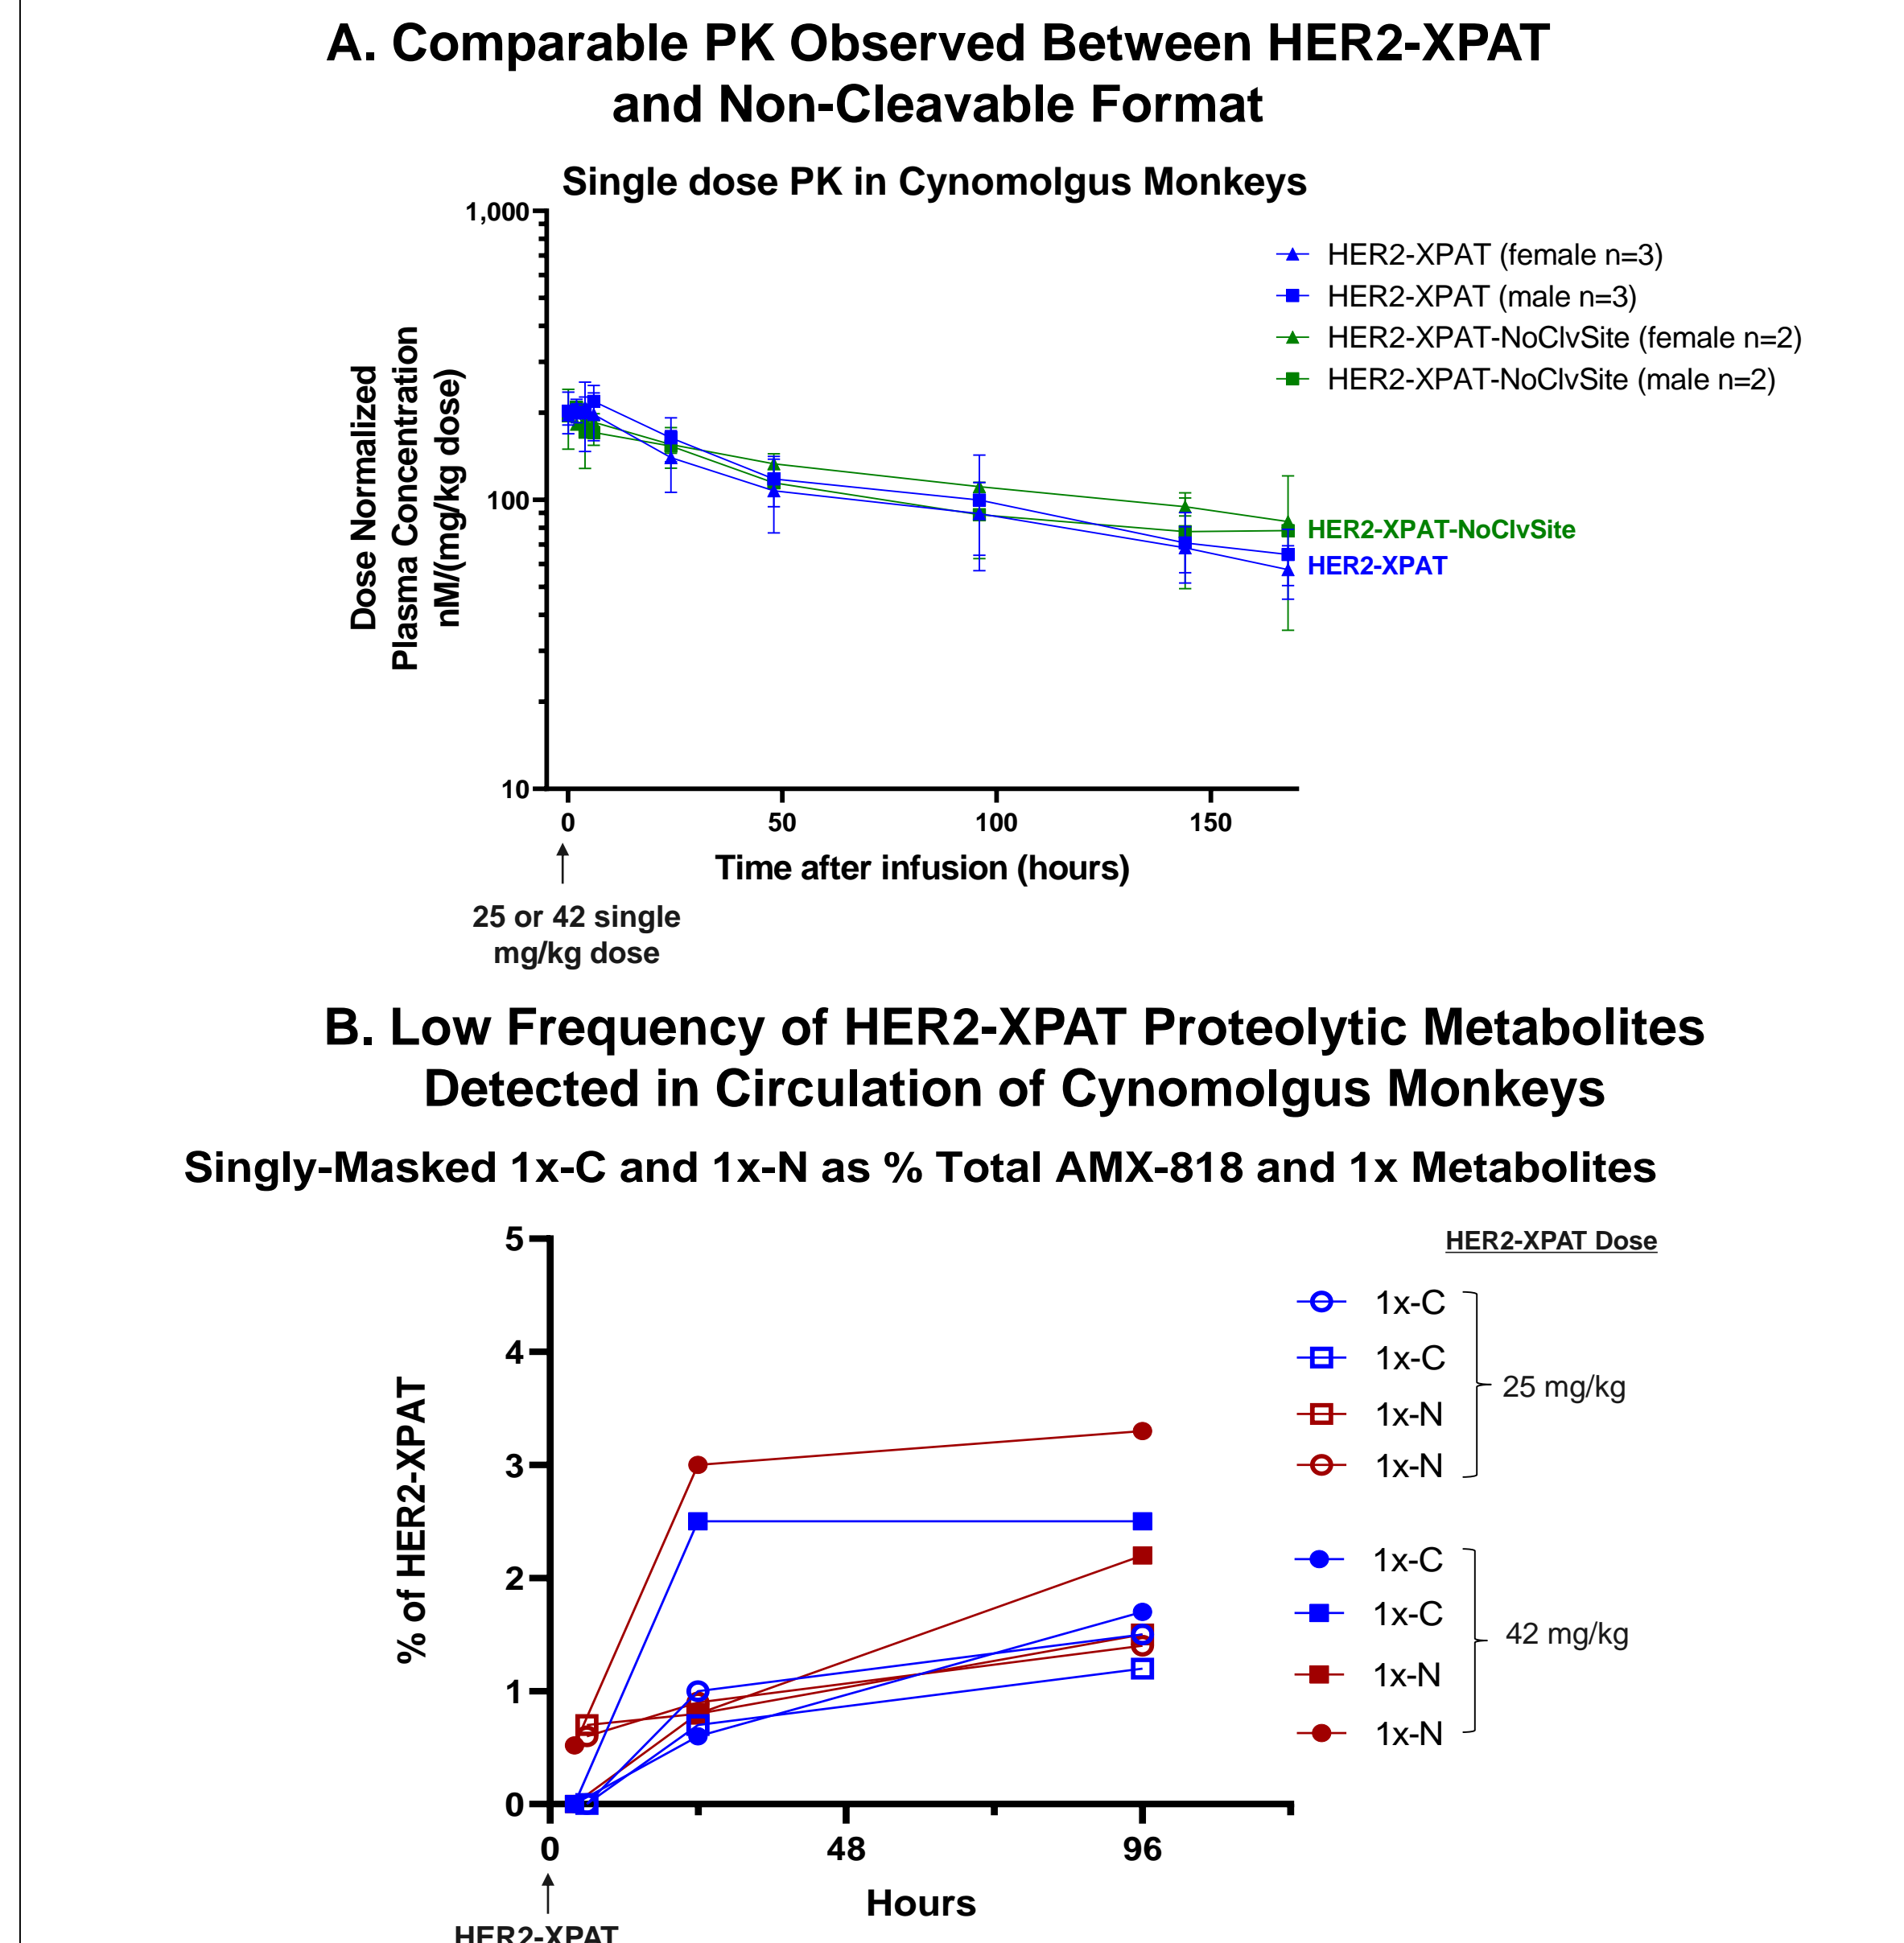 A. Comparable PK Observed Between HER2-XPAT
and Non-Cleavable Format
Single dose PK in Cynomolgus Monkeys
Dose Normalized
Plasma Concentration
nM/(mg/kg dose)
1,000
100
10
0
50
100
150
HER2-XPAT (female n=3)
HER2-XPAT (male n=3)
HER2-XPAT-NoClvSite (female n=2)
HER2-XPAT-NoClvSite (male n=2)
HER2-XPAT-NoClvSite
HER2-XPAT
Time after infusion (hours)
25 or 42 single
mg/kg dose
B. Low Frequency of HER2-XPAT Proteolytic Metabolites
Detected in Circulation of Cynomolgus Monkeys
Singly-Masked 1x-C and 1x-N as % Total AMX-818 and 1x Metabolites
% of HER2-XPAT
5
4
3
2
1
0
0
48
96
Hours
HER2-XPAT
HER2-XPAT Dose
1x-C
1x-C
1x-N
1x-N
25 mg/kg
1x-C
1x-C
1x-N
1x-N
42 mg/kg